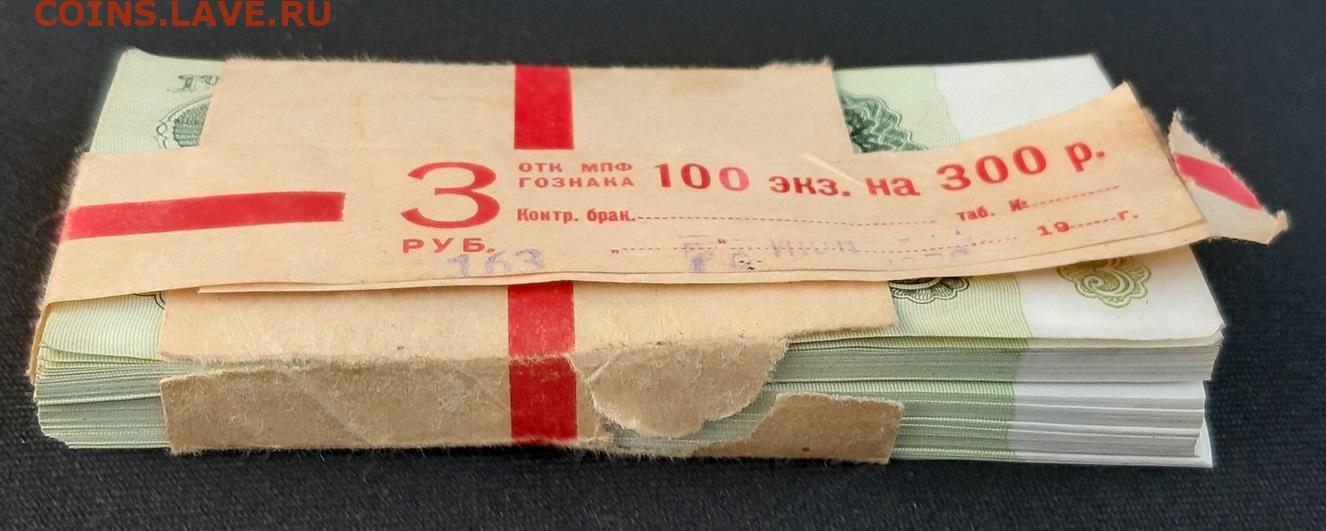 COINS.LAVE.RU
3
РУБ.
ОТК МПФ
ГОЗНАКА
100 экз. на 300 р.
Контр. брак. таб. №
„ “ 19 г.
163